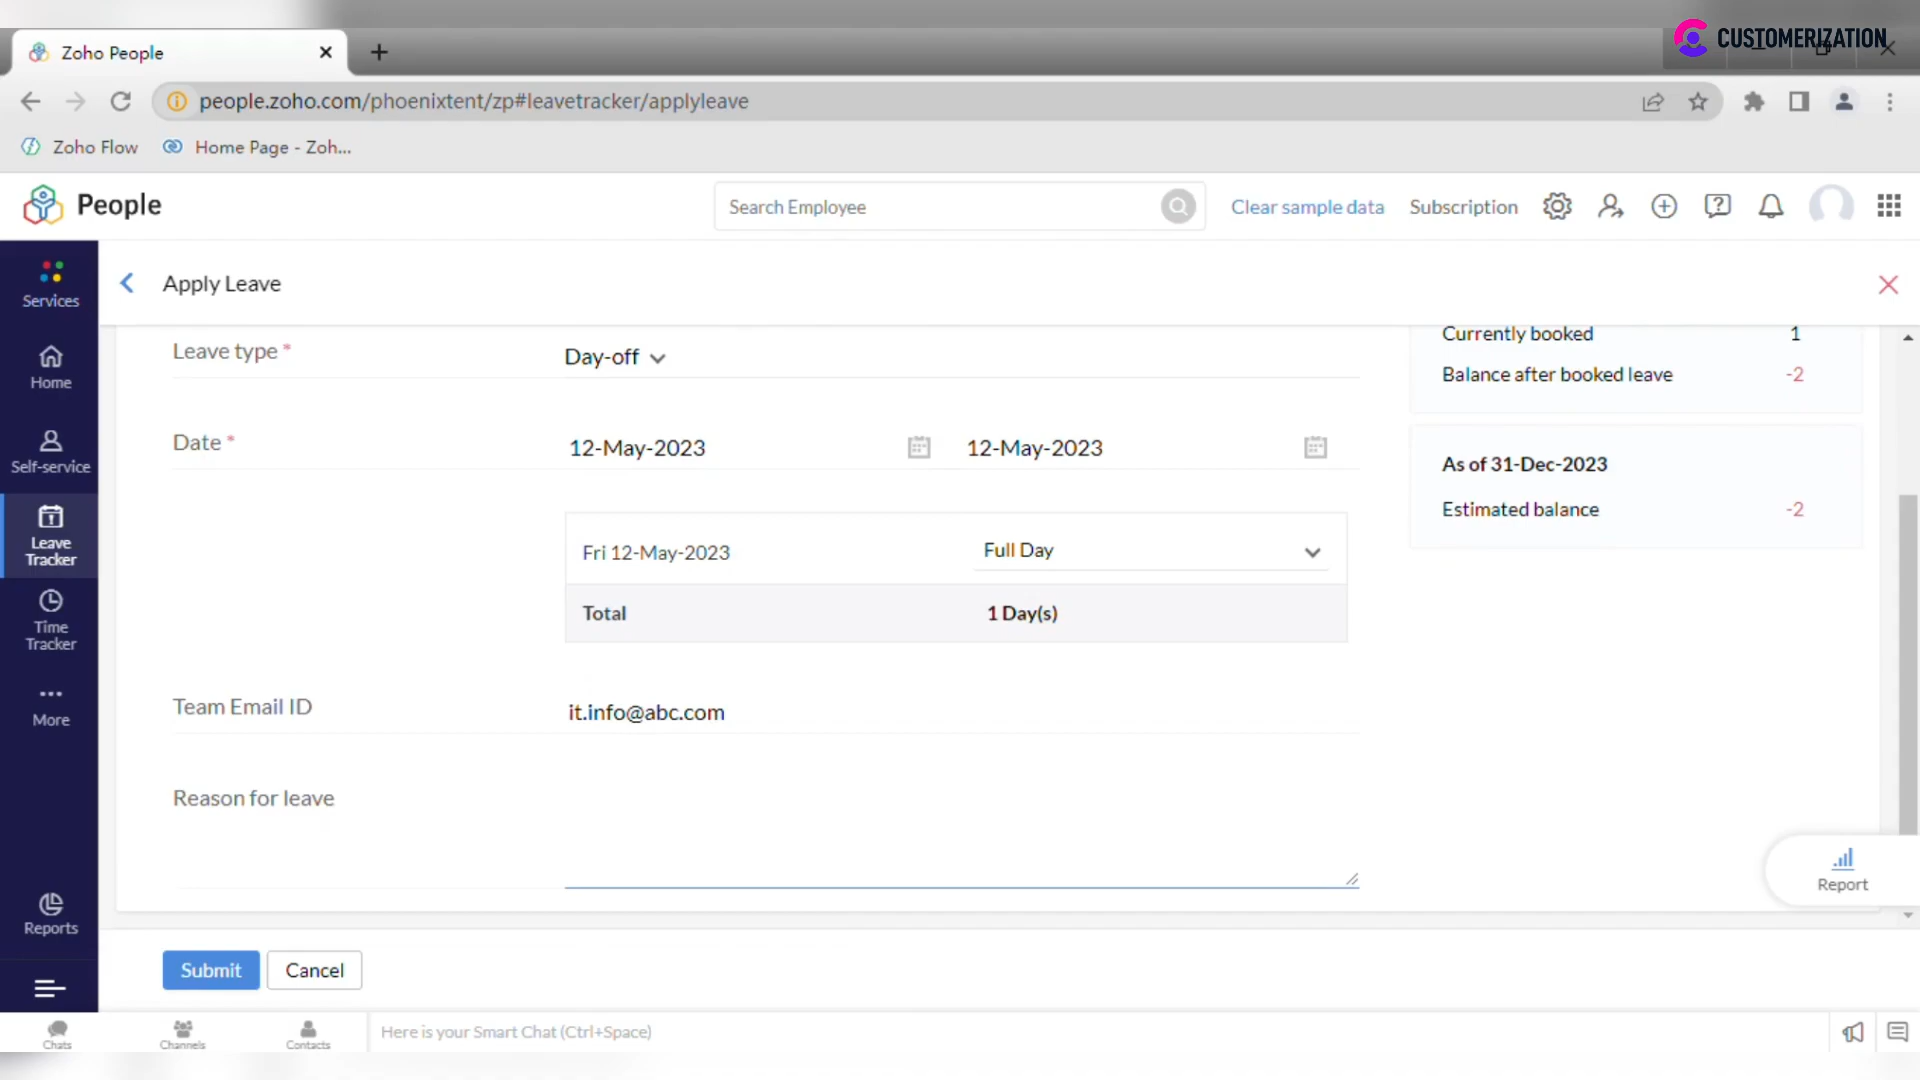 CUSTOMERIZATION
Zoho People
people.zoho.com/phoenixtent/zp#leavetracker/applyleave
Zoho Flow
Home Page - Zoh...
People
Search Employee
Clear sample data
Subscription
Services
Home
Self-service
Leave
Tracker
Time
Tracker
More
Reports
Apply Leave
Leave type *
Day-off
Date *
12-May-2023
12-May-2023
Fri 12-May-2023
Full Day
Total
1 Day(s)
Team Email ID
it.info@abc.com
Reason for leave
Currently booked 1
Balance after booked leave -2
As of 31-Dec-2023
Estimated balance -2
Report
Submit
Cancel
Chats
Channels
Contacts
Here is your Smart Chat (Ctrl+Space)